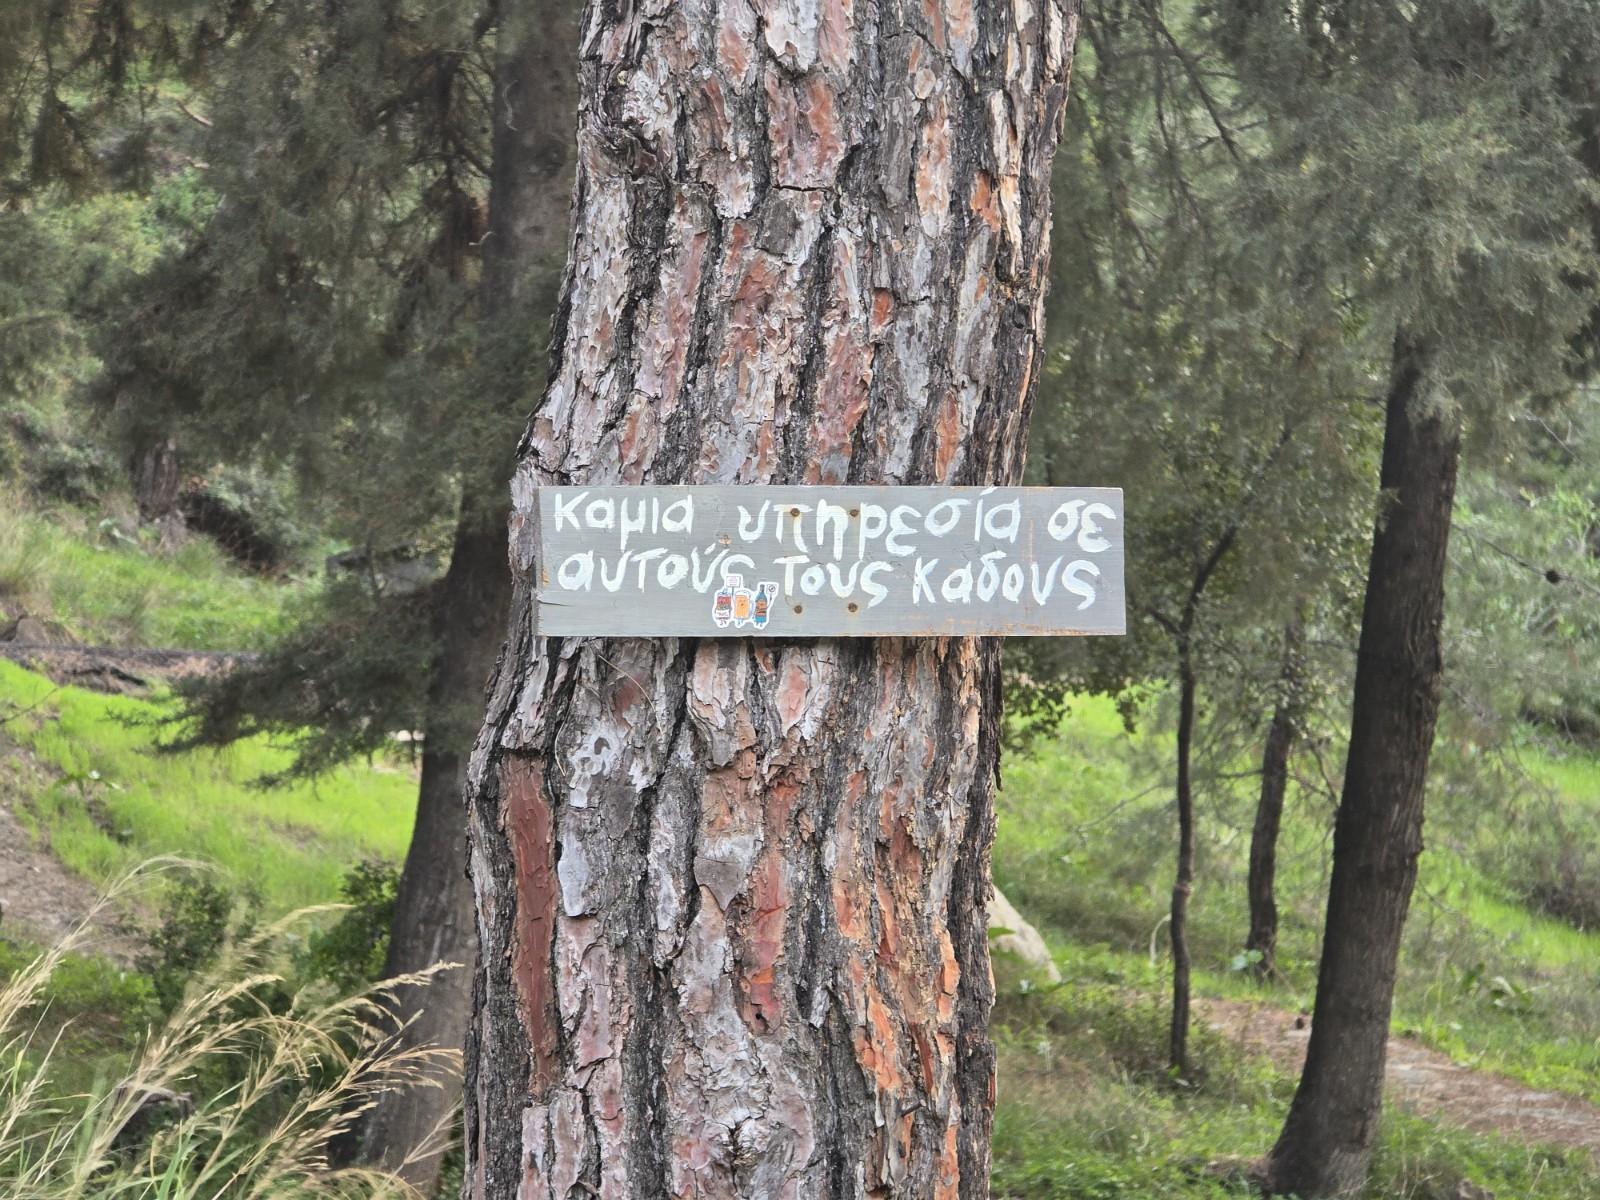 καμια υπηρεσία σε
αυτούς τους καδους